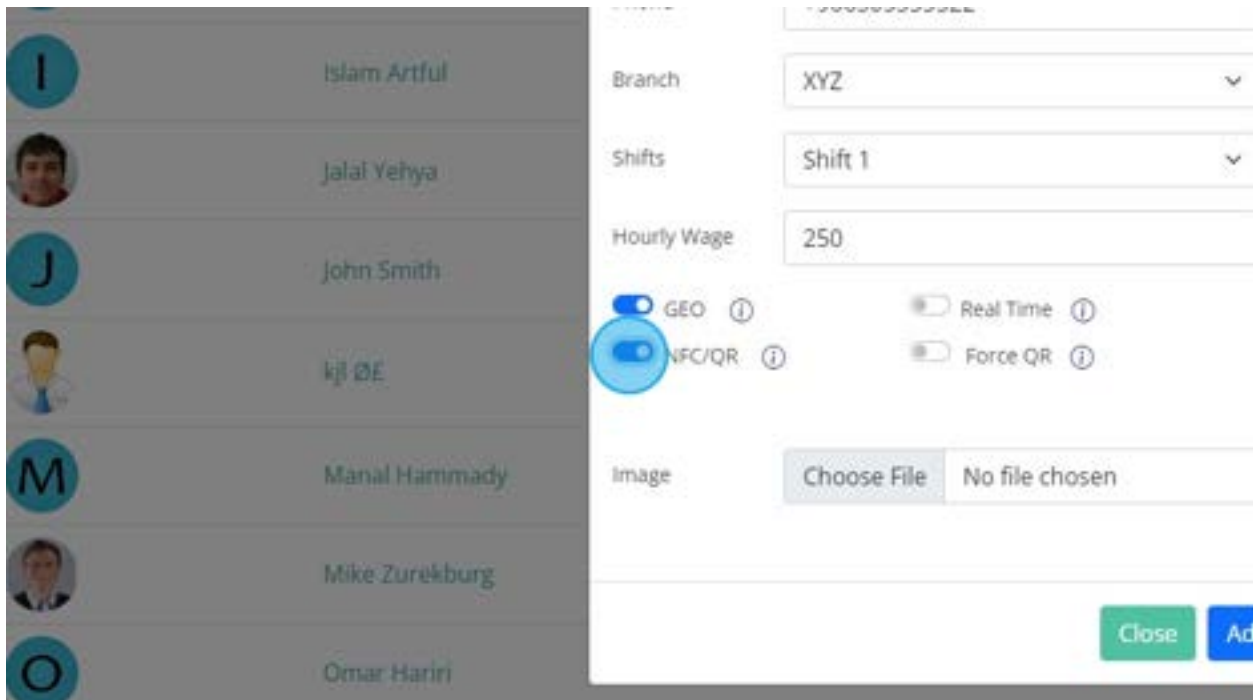 I
Islam Artful
Jalal Yehya
J
John Smith
kjl Ø£
M
Manal Hammady
Mike Zurekburg
O
Omar Hariri
Branch
XYZ
Shifts
Shift 1
Hourly Wage
250
GEO
Real Time
NFC/QR
Force QR
Image
Choose File
No file chosen
Close
Ad